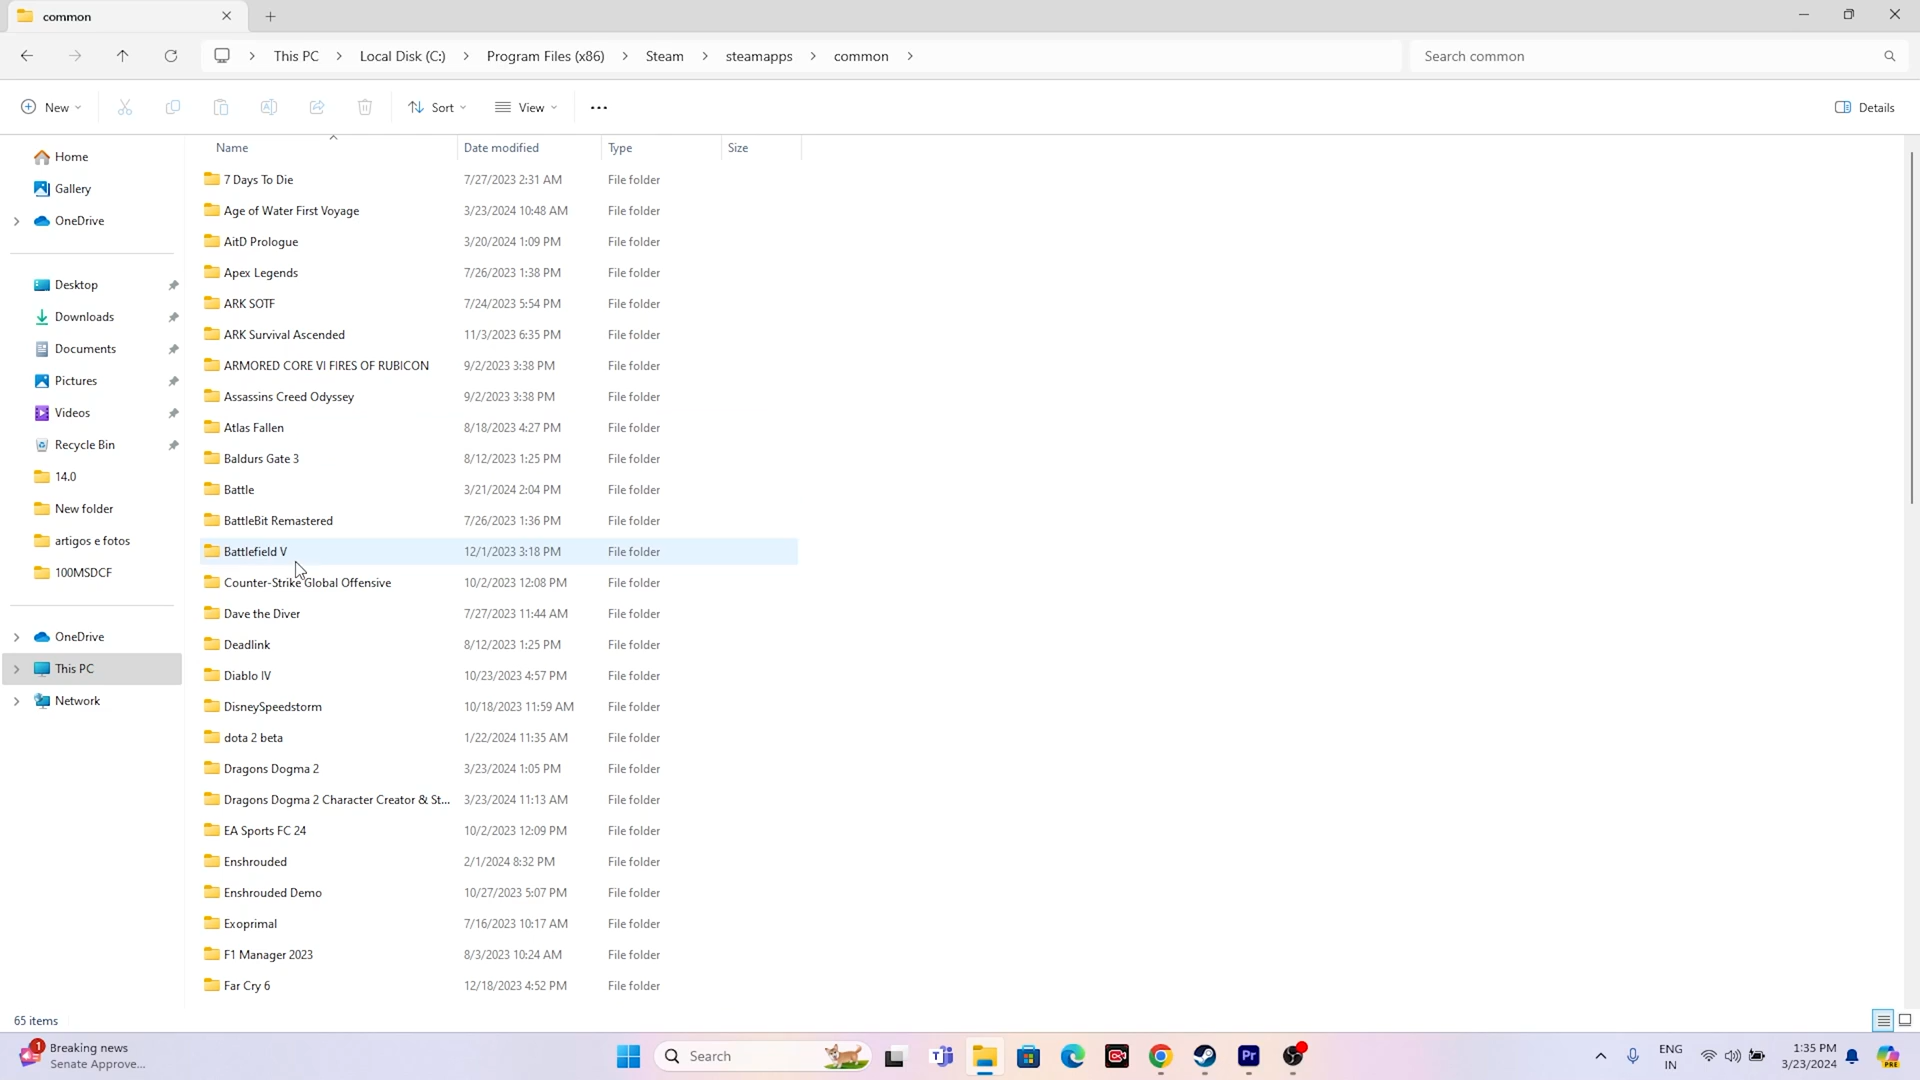 common
This PC
Local Disk (C:)
Program Files (x86)
Steam
steamapps
common
Search common
New
Sort
View
Details
Name
Date modified
Type
Size
Home
Gallery
OneDrive
Desktop
Downloads
Documents
Pictures
Videos
Recycle Bin
14.0
New folder
artigos e fotos
100MSDCF
OneDrive
This PC
Network
7 Days To Die 7/27/2023 2:31 AM File folder
Age of Water First Voyage 3/23/2024 10:48 AM File folder
AitD Prologue 3/20/2024 1:09 PM File folder
Apex Legends 7/26/2023 1:38 PM File folder
ARK SOTF 7/24/2023 5:54 PM File folder
ARK Survival Ascended 11/3/2023 6:35 PM File folder
ARMORED CORE VI FIRES OF RUBICON 9/2/2023 3:38 PM File folder
Assassins Creed Odyssey 9/2/2023 3:38 PM File folder
Atlas Fallen 8/18/2023 4:27 PM File folder
Baldurs Gate 3 8/12/2023 1:25 PM File folder
Battle 3/21/2024 2:04 PM File folder
BattleBit Remastered 7/26/2023 1:36 PM File folder
Battlefield V 12/1/2023 3:18 PM File folder
Counter-Strike Global Offensive 10/2/2023 12:08 PM File folder
Dave the Diver 7/27/2023 11:44 AM File folder
Deadlink 8/12/2023 1:25 PM File folder
Diablo IV 10/23/2023 4:57 PM File folder
DisneySpeedstorm 10/18/2023 11:59 AM File folder
dota 2 beta 1/22/2024 11:35 AM File folder
Dragons Dogma 2 3/23/2024 1:05 PM File folder
Dragons Dogma 2 Character Creator & St... 3/23/2024 11:13 AM File folder
EA Sports FC 24 10/2/2023 12:09 PM File folder
Enshrouded 2/1/2024 8:32 PM File folder
Enshrouded Demo 10/27/2023 5:07 PM File folder
Exoprimal 7/16/2023 10:17 AM File folder
F1 Manager 2023 8/3/2023 10:24 AM File folder
Far Cry 6 12/18/2023 4:52 PM File folder
65 items
1
Breaking news
Senate Approve...
Search
Pr
ENG
IN
1:35 PM
3/23/2024
PRE